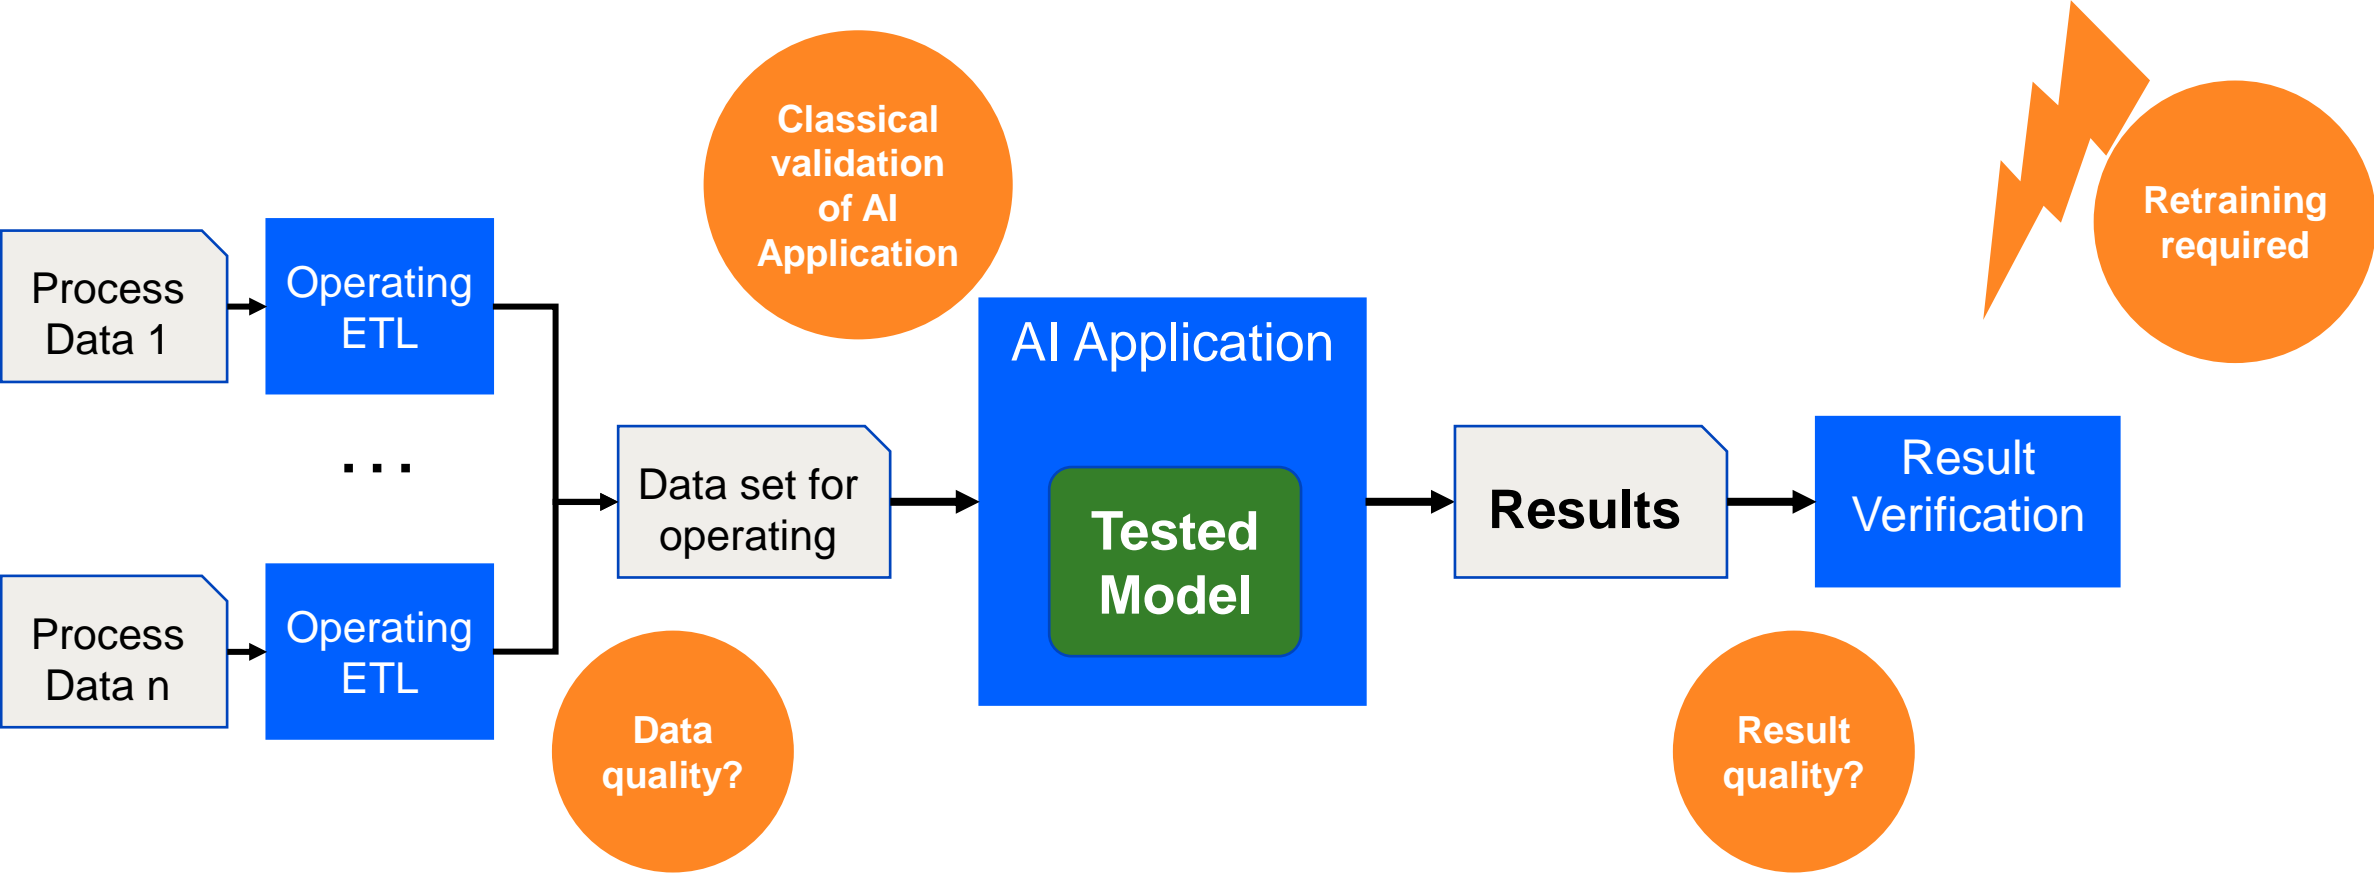 Process
Data 1
Operating
ETL
...
Process
Data n
Operating
ETL
Data set for
operating
Data
quality?
Classical
validation
of AI
Application
AI Application
Tested
Model
Results
Result
Verification
Result
quality?
Retraining
required